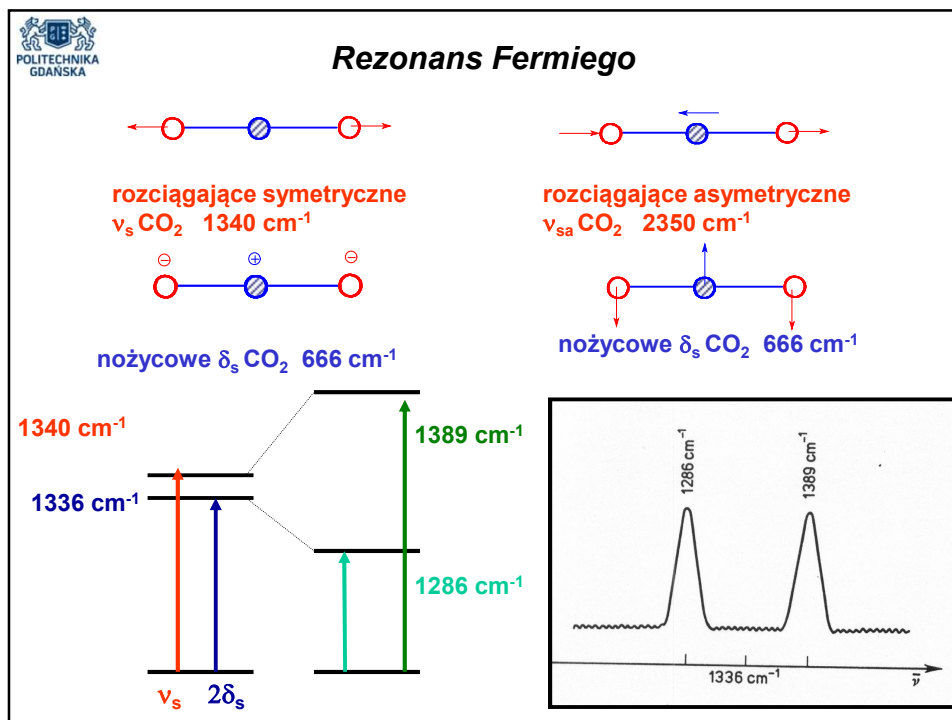 POLITECHNIKA
GDAŃSKA
Rezonans Fermiego
rozciągające symetryczne
νs CO2 1340 cm-1
rozciągające asymetryczne
νsa CO2 2350 cm-1
⊖ ⊕ ⊖
nożycowe δs CO2 666 cm-1
nożycowe δs CO2 666 cm-1
1340 cm-1
1336 cm-1
1389 cm-1
1286 cm-1
νs 2δs
1286 cm-1
1389 cm-1
1336 cm-1
ν̄